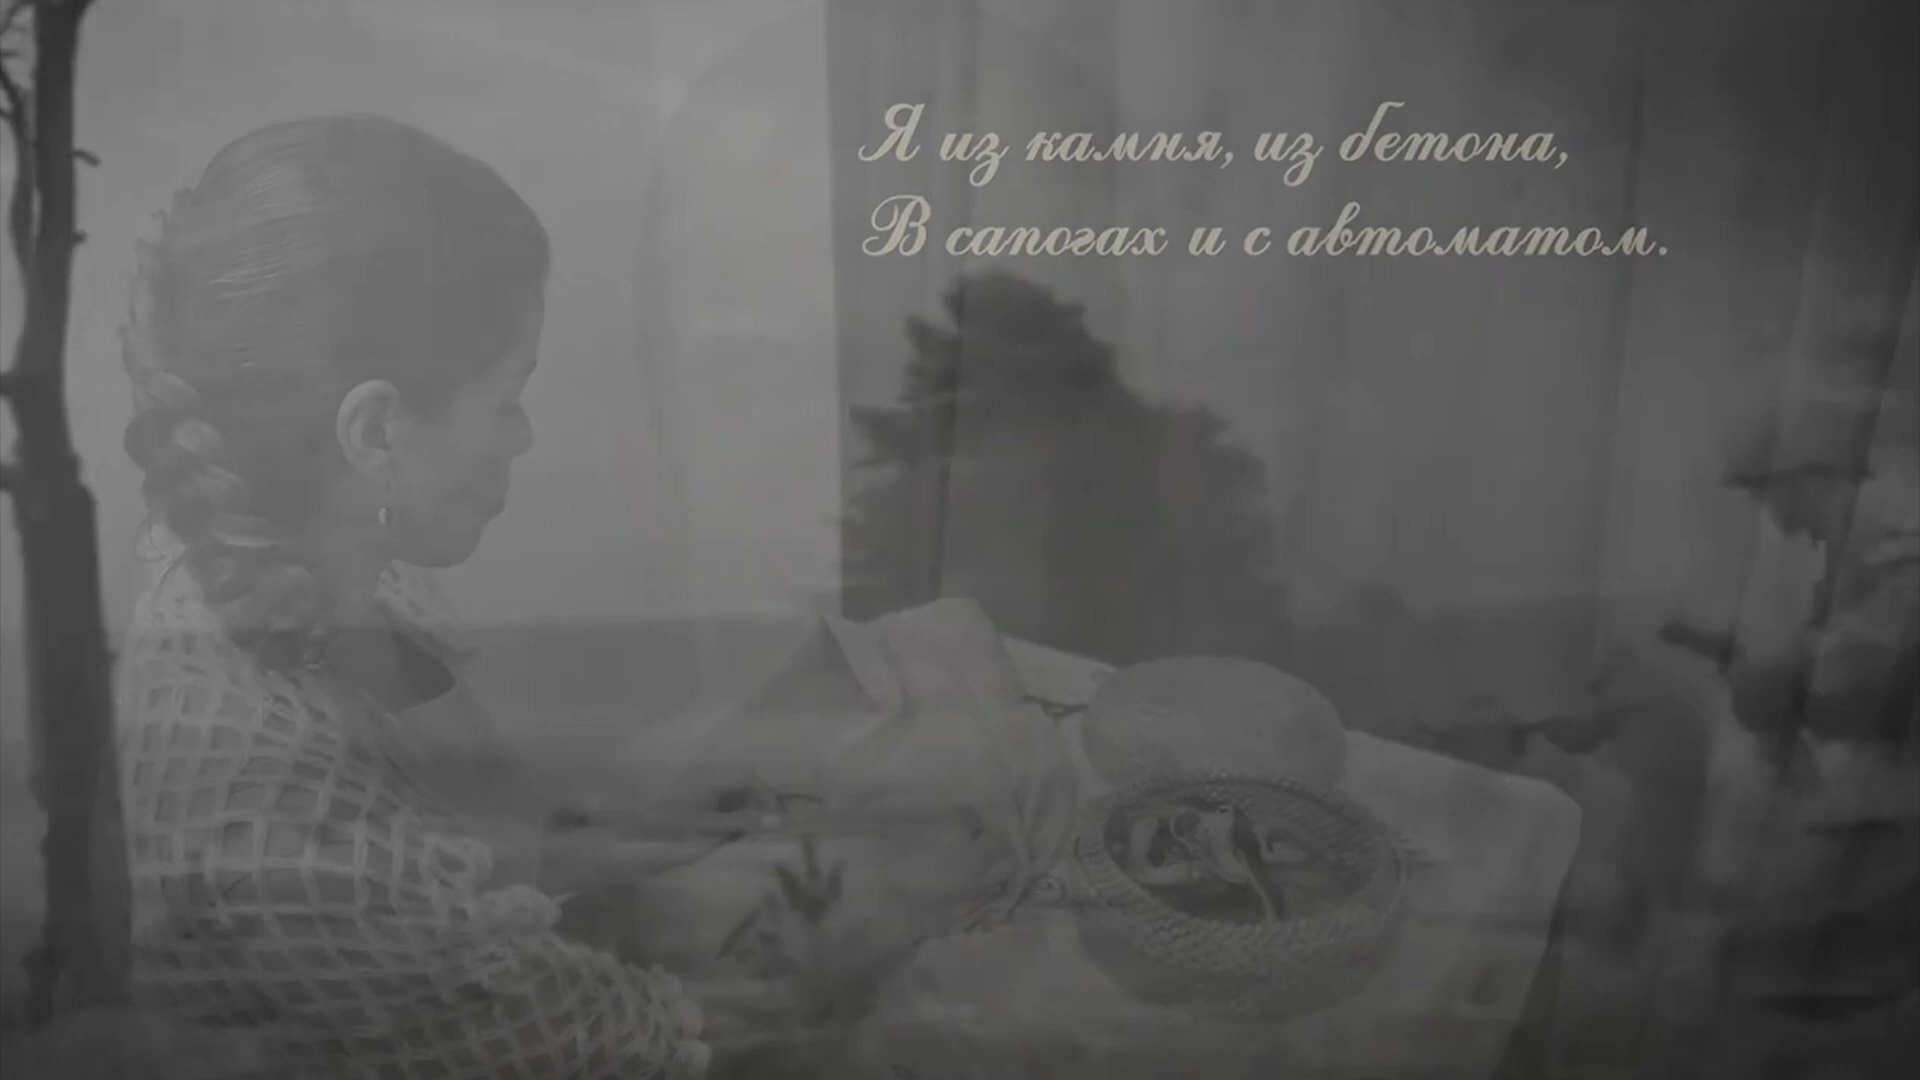 Я из камня, из бетона,
В сапогах и с автоматом.